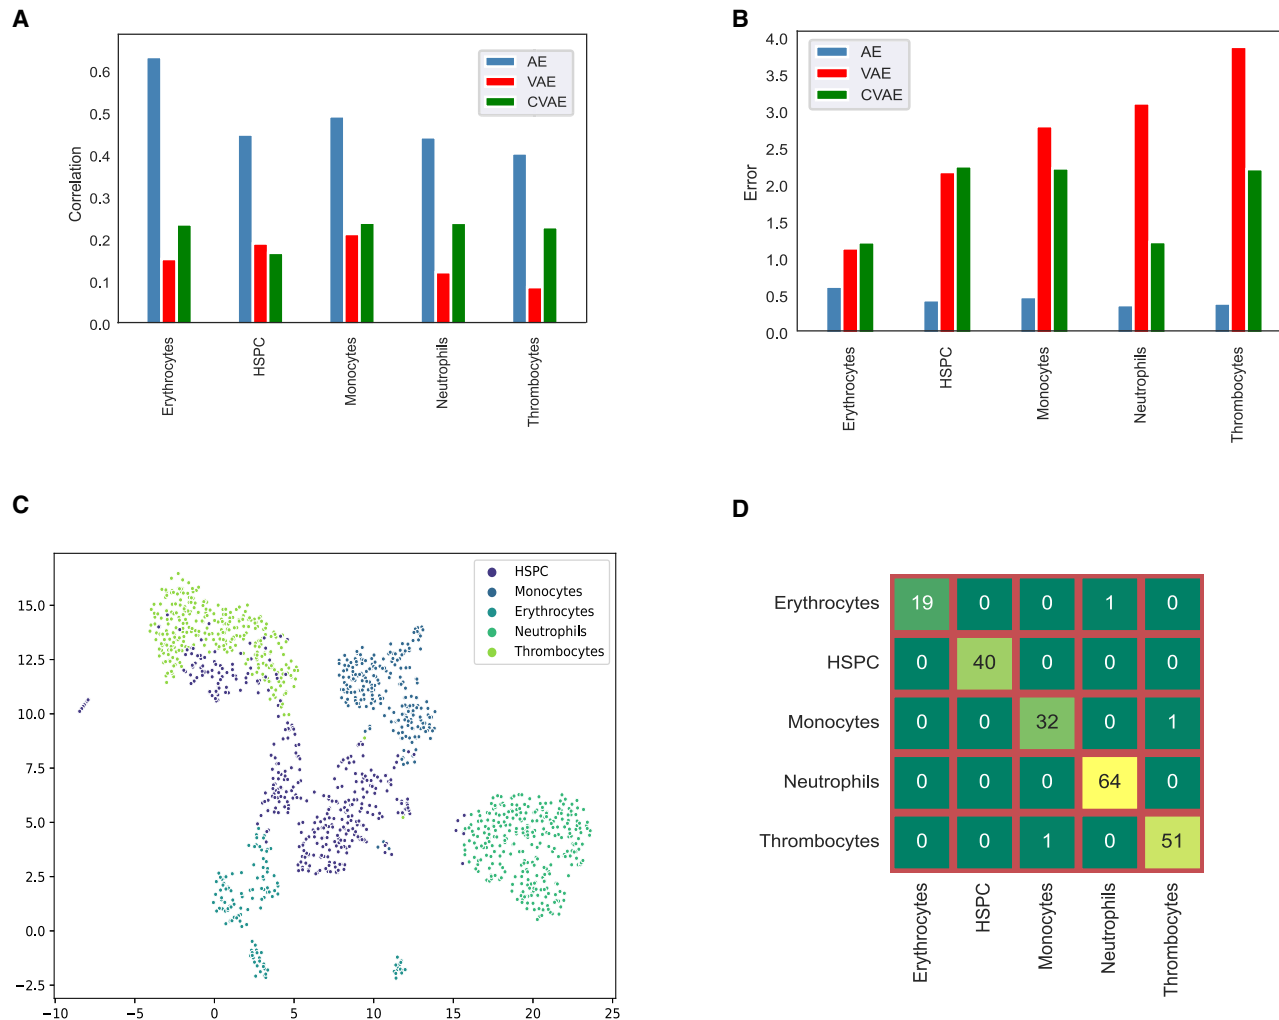 A
Correlation
0.6
0.5
0.4
0.3
0.2
0.1
0.0
AE
VAE
CVAE
Erythrocytes
HSPC
Monocytes
Neutrophils
Thrombocytes
B
Error
4.0
3.5
3.0
2.5
2.0
1.5
1.0
0.5
0.0
AE
VAE
CVAE
Erythrocytes
HSPC
Monocytes
Neutrophils
Thrombocytes
C
15.0
12.5
10.0
7.5
5.0
2.5
0.0
−2.5
HSPC
Monocytes
Erythrocytes
Neutrophils
Thrombocytes
−10 −5 0 5 10 15 20 25
D
Erythrocytes 19 0 0 1 0
HSPC 0 40 0 0 0
Monocytes 0 0 32 0 1
Neutrophils 0 0 0 64 0
Thrombocytes 0 0 1 0 51
Erythrocytes
HSPC
Monocytes
Neutrophils
Thrombocytes